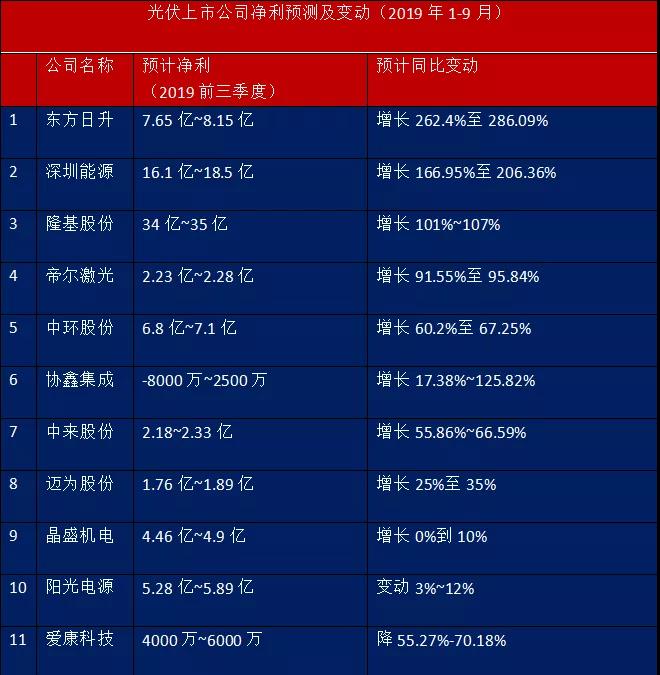 光伏上市公司净利预测及变动（2019 年 1-9 月）
公司名称 预计净利 预计同比变动
（2019 前三季度）
1 东方日升 7.65 亿~8.15 亿 增长 262.4%至 286.09%
2 深圳能源 16.1 亿~18.5 亿 增长 166.95%至 206.36%
3 隆基股份 34 亿~35 亿 增长 101%~107%
4 帝尔激光 2.23 亿~2.28 亿 增长 91.55%至 95.84%
5 中环股份 6.8 亿~7.1 亿 增长 60.2%至 67.25%
6 协鑫集成 -8000 万~2500 万 增长 17.38%~125.82%
7 中来股份 2.18~2.33 亿 增长 55.86%~66.59%
8 迈为股份 1.76 亿~1.89 亿 增长 25%至 35%
9 晶盛机电 4.46 亿~4.9 亿 增长 0%到 10%
10 阳光电源 5.28 亿~5.89 亿 变动 3%~12%
11 爱康科技 4000 万~6000 万 降 55.27%-70.18%